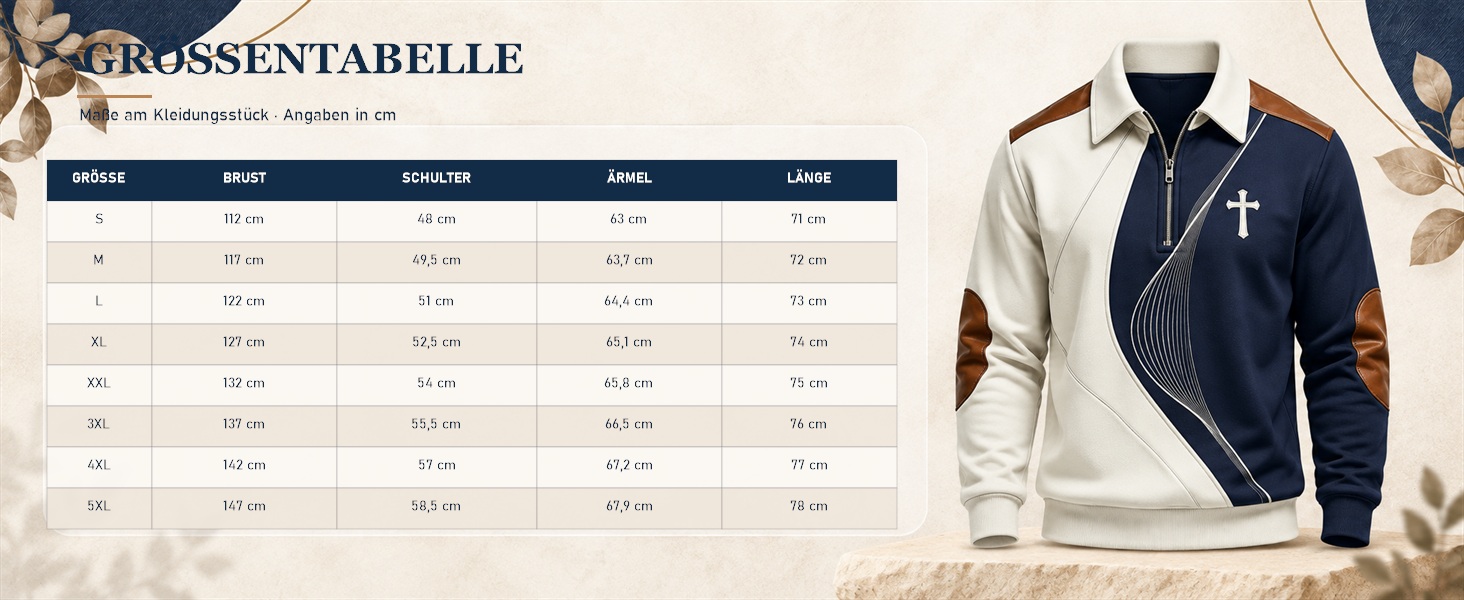 GROSSENTABELLE
Maße am Kleidungsstück · Angaben in cm
GRÖSSE BRUST SCHULTER ÄRMEL LÄNGE
S 112 cm 48 cm 63 cm 71 cm
M 117 cm 49,5 cm 63,7 cm 72 cm
L 122 cm 51 cm 64,4 cm 73 cm
XL 127 cm 52,5 cm 65,1 cm 74 cm
XXL 132 cm 54 cm 65,8 cm 75 cm
3XL 137 cm 55,5 cm 66,5 cm 76 cm
4XL 142 cm 57 cm 67,2 cm 77 cm
5XL 147 cm 58,5 cm 67,9 cm 78 cm